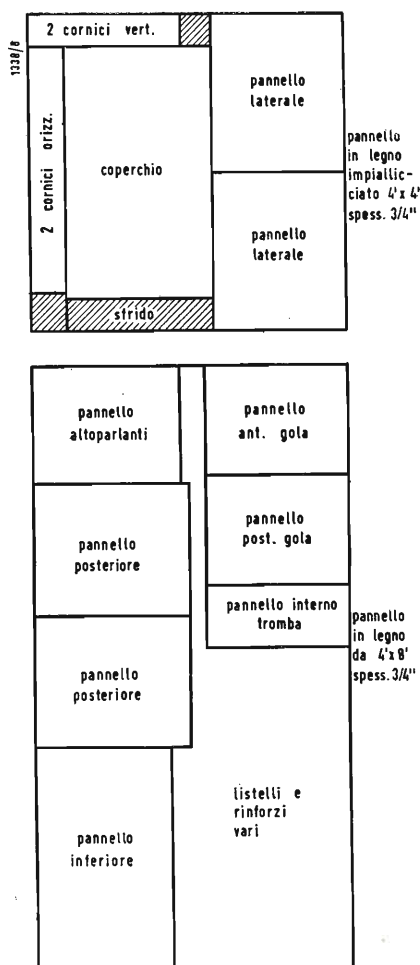 1338/8
2 cornici vert.
2 cornici orizz.
coperchio
pannello
laterale
pannello
laterale
sfrido
pannello
in legno
impiallic-
ciato 4'x 4'
spess. 3/4"
pannello
altoparlanti
pannello
ant. gola
pannello
posteriore
pannello
post. gola
pannello interno
tromba
pannello
in legno
da 4'x 8'
spess. 3/4"
pannello
posteriore
listelli e
rinforzi
vari
pannello
inferiore